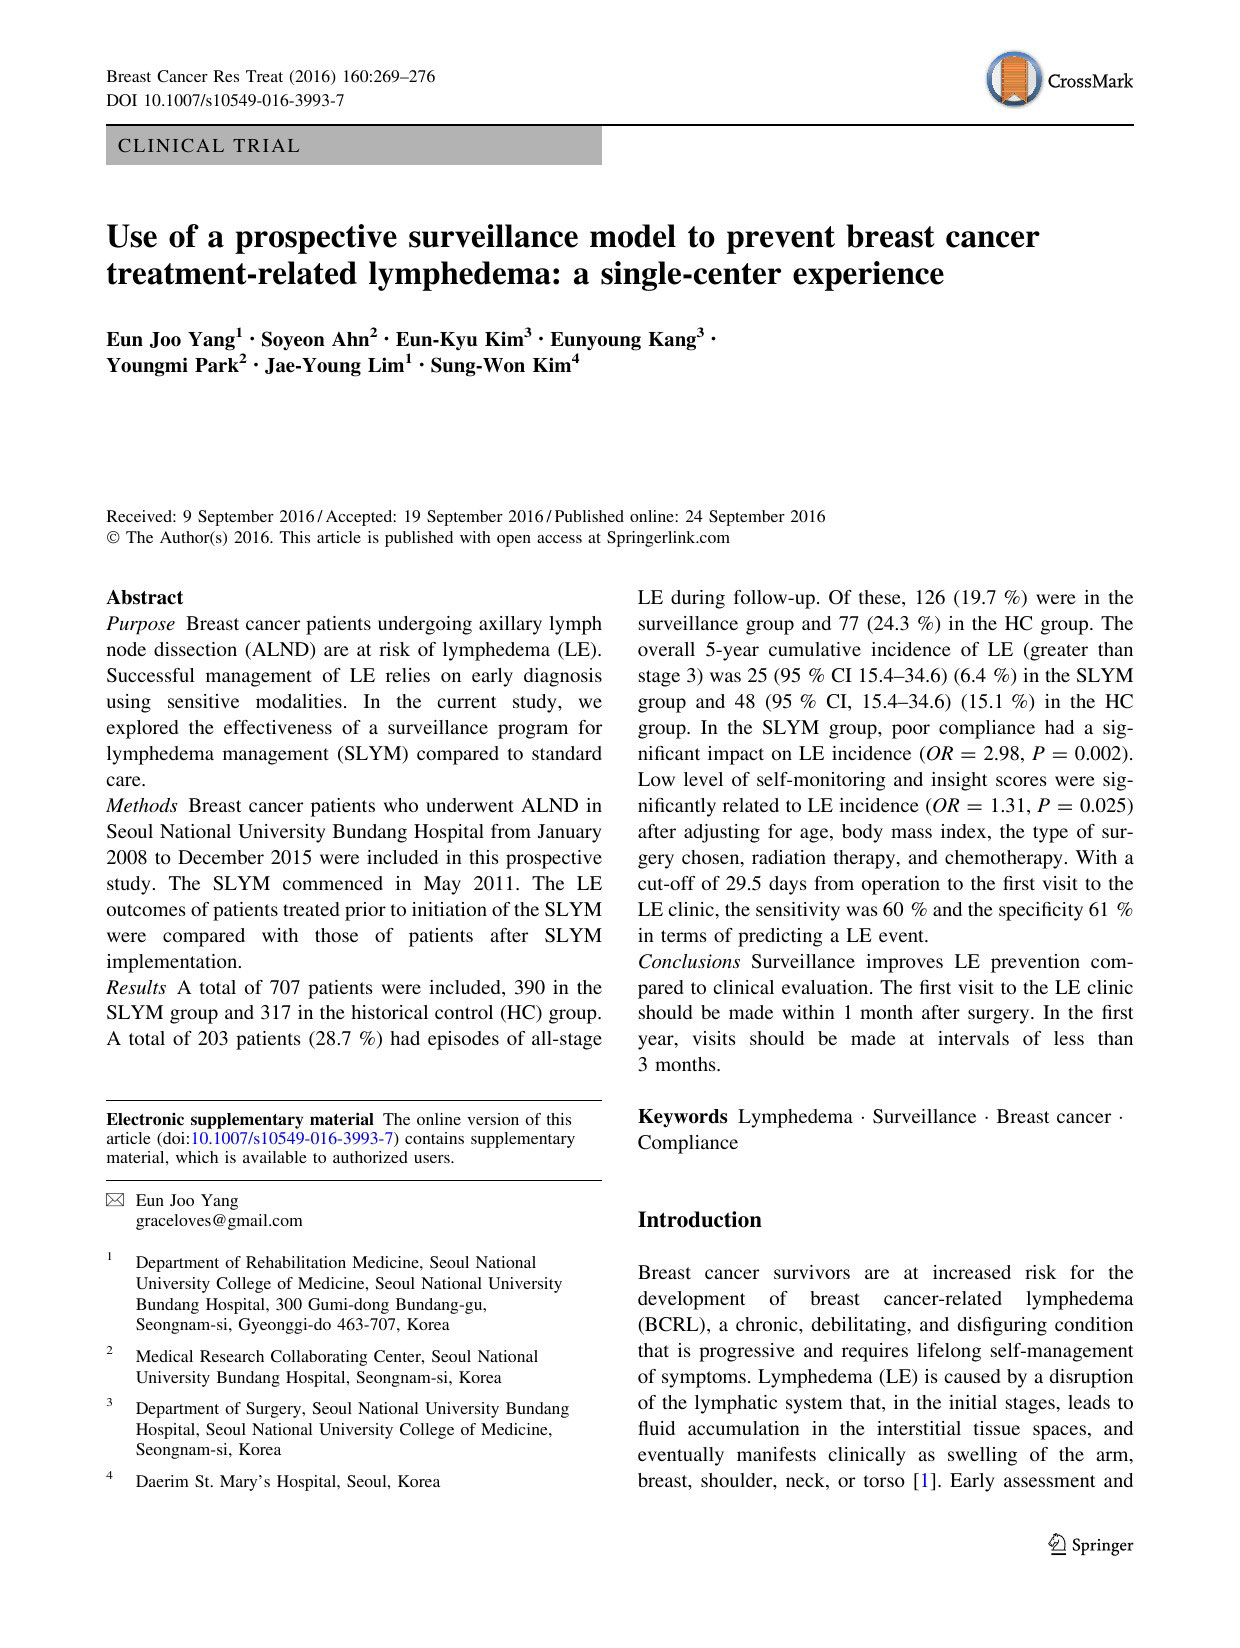 Breast Cancer Res Treat (2016) 160:269–276
DOI 10.1007/s10549-016-3993-7
CrossMark
CLINICAL TRIAL
Use of a prospective surveillance model to prevent breast cancer
treatment-related lymphedema: a single-center experience
Eun Joo Yang1 · Soyeon Ahn2 · Eun-Kyu Kim3 · Eunyoung Kang3 ·
Youngmi Park2 · Jae-Young Lim1 · Sung-Won Kim4
Received: 9 September 2016 / Accepted: 19 September 2016 / Published online: 24 September 2016
© The Author(s) 2016. This article is published with open access at Springerlink.com
Abstract
Purpose Breast cancer patients undergoing axillary lymph
node dissection (ALND) are at risk of lymphedema (LE).
Successful management of LE relies on early diagnosis
using sensitive modalities. In the current study, we
explored the effectiveness of a surveillance program for
lymphedema management (SLYM) compared to standard
care.
Methods Breast cancer patients who underwent ALND in
Seoul National University Bundang Hospital from January
2008 to December 2015 were included in this prospective
study. The SLYM commenced in May 2011. The LE
outcomes of patients treated prior to initiation of the SLYM
were compared with those of patients after SLYM
implementation.
Results A total of 707 patients were included, 390 in the
SLYM group and 317 in the historical control (HC) group.
A total of 203 patients (28.7 %) had episodes of all-stage
LE during follow-up. Of these, 126 (19.7 %) were in the
surveillance group and 77 (24.3 %) in the HC group. The
overall 5-year cumulative incidence of LE (greater than
stage 3) was 25 (95 % CI 15.4–34.6) (6.4 %) in the SLYM
group and 48 (95 % CI, 15.4–34.6) (15.1 %) in the HC
group. In the SLYM group, poor compliance had a sig-
nificant impact on LE incidence (OR = 2.98, P = 0.002).
Low level of self-monitoring and insight scores were sig-
nificantly related to LE incidence (OR = 1.31, P = 0.025)
after adjusting for age, body mass index, the type of sur-
gery chosen, radiation therapy, and chemotherapy. With a
cut-off of 29.5 days from operation to the first visit to the
LE clinic, the sensitivity was 60 % and the specificity 61 %
in terms of predicting a LE event.
Conclusions Surveillance improves LE prevention com-
pared to clinical evaluation. The first visit to the LE clinic
should be made within 1 month after surgery. In the first
year, visits should be made at intervals of less than
3 months.
Keywords Lymphedema · Surveillance · Breast cancer ·
Compliance
Electronic supplementary material The online version of this
article (doi:10.1007/s10549-016-3993-7) contains supplementary
material, which is available to authorized users.
Eun Joo Yang
graceloves@gmail.com
1 Department of Rehabilitation Medicine, Seoul National
University College of Medicine, Seoul National University
Bundang Hospital, 300 Gumi-dong Bundang-gu,
Seongnam-si, Gyeonggi-do 463-707, Korea
2 Medical Research Collaborating Center, Seoul National
University Bundang Hospital, Seongnam-si, Korea
3 Department of Surgery, Seoul National University Bundang
Hospital, Seoul National University College of Medicine,
Seongnam-si, Korea
4 Daerim St. Mary's Hospital, Seoul, Korea
Introduction
Breast cancer survivors are at increased risk for the
development of breast cancer-related lymphedema
(BCRL), a chronic, debilitating, and disfiguring condition
that is progressive and requires lifelong self-management
of symptoms. Lymphedema (LE) is caused by a disruption
of the lymphatic system that, in the initial stages, leads to
fluid accumulation in the interstitial tissue spaces, and
eventually manifests clinically as swelling of the arm,
breast, shoulder, neck, or torso [1]. Early assessment and
Springer